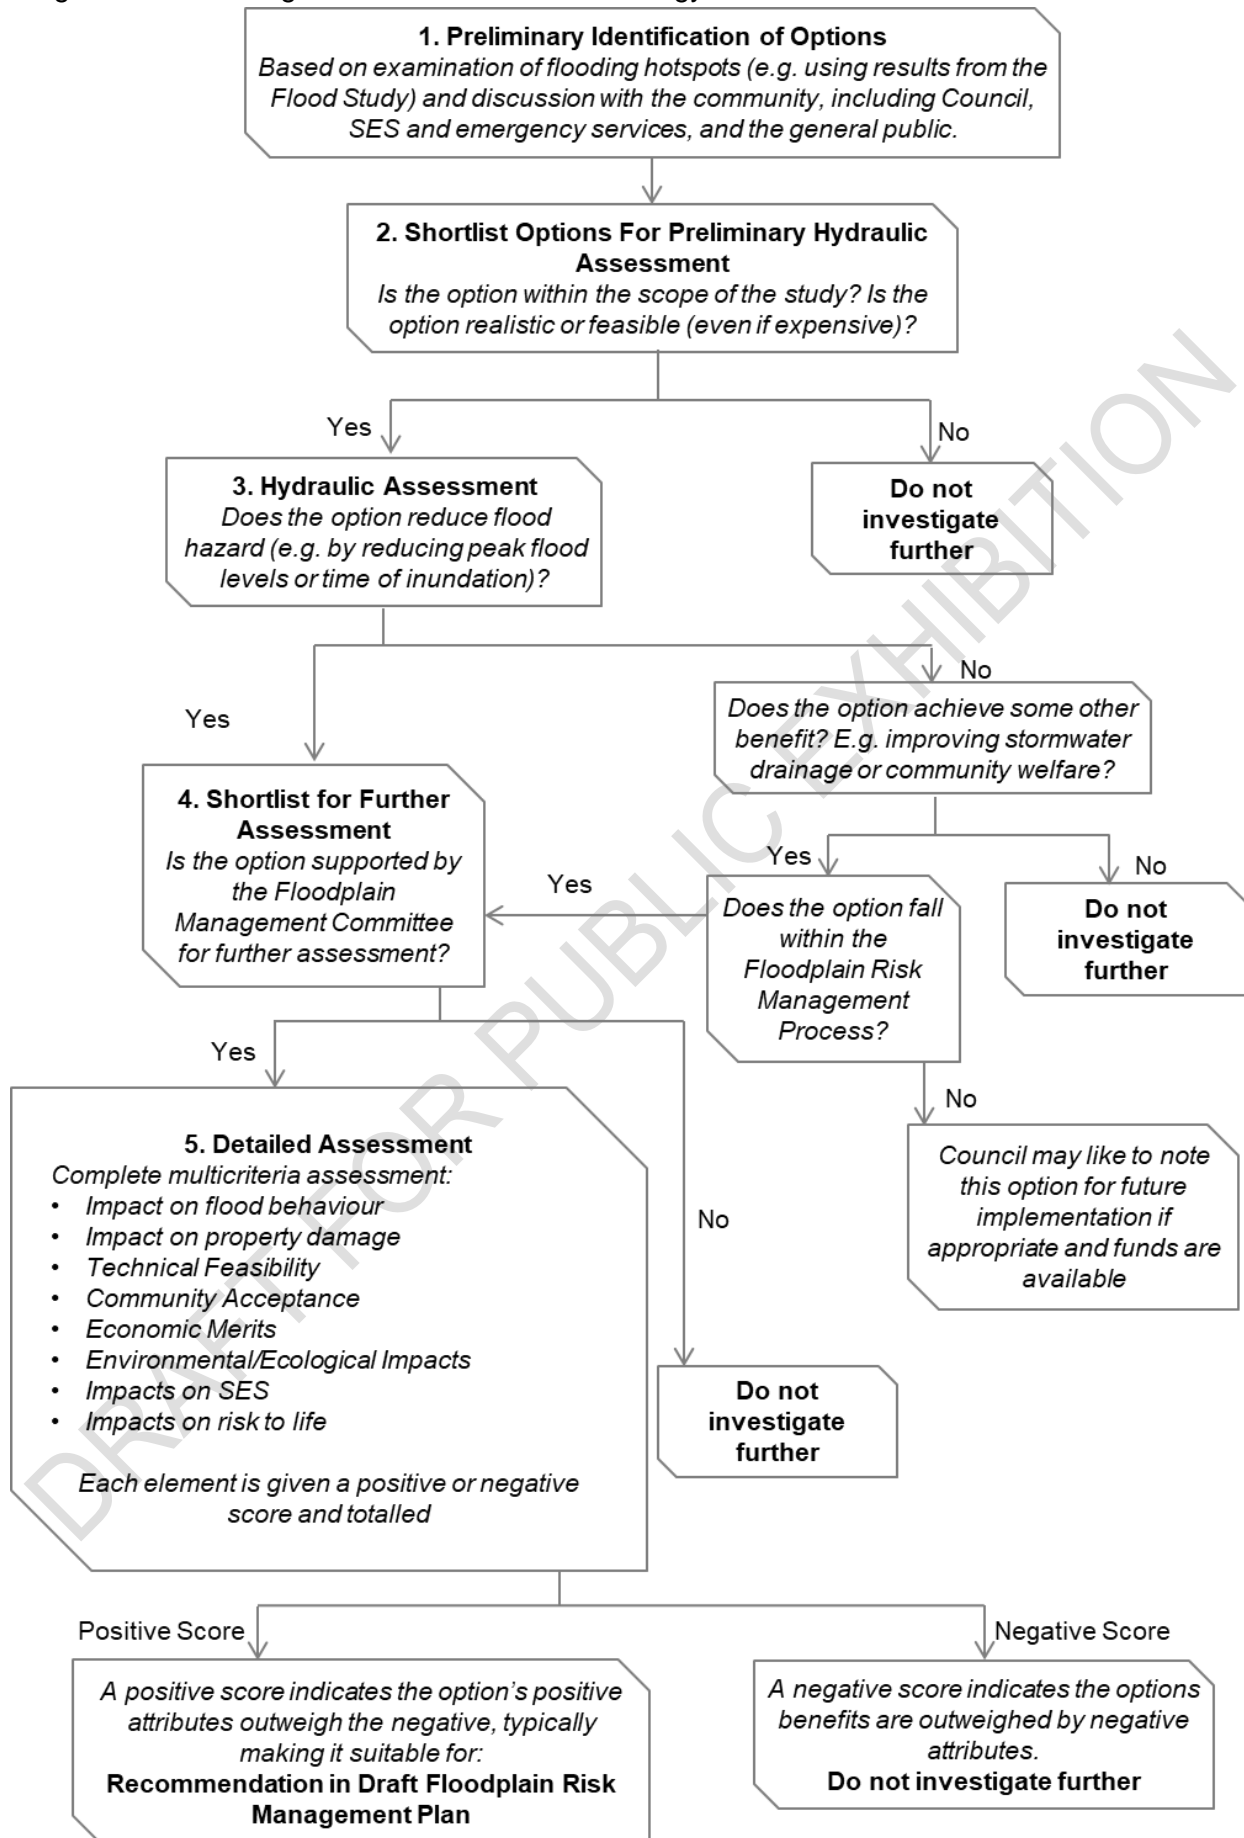 1. Preliminary Identification of Options
Based on examination of flooding hotspots (e.g. using results from the
Flood Study) and discussion with the community, including Council,
SES and emergency services, and the general public.
2. Shortlist Options For Preliminary Hydraulic
Assessment
Is the option within the scope of the study? Is the
option realistic or feasible (even if expensive)?
Yes
No
3. Hydraulic Assessment
Does the option reduce flood
hazard (e.g. by reducing peak flood
levels or time of inundation)?
Do not
investigate
further
No
Yes
Does the option achieve some other
benefit? E.g. improving stormwater
drainage or community welfare?
4. Shortlist for Further
Assessment
Is the option supported by
the Floodplain
Management Committee
for further assessment?
Yes
Yes
No
Does the option fall
within the
Floodplain Risk
Management
Process?
Do not
investigate
further
Yes
No
No
5. Detailed Assessment
Complete multicriteria assessment:
• Impact on flood behaviour
• Impact on property damage
• Technical Feasibility
• Community Acceptance
• Economic Merits
• Environmental/Ecological Impacts
• Impacts on SES
• Impacts on risk to life
Each element is given a positive or negative
score and totalled
Council may like to note
this option for future
implementation if
appropriate and funds are
available
Do not
investigate
further
Positive Score
Negative Score
A positive score indicates the option's positive
attributes outweigh the negative, typically
making it suitable for:
Recommendation in Draft Floodplain Risk
Management Plan
A negative score indicates the options
benefits are outweighed by negative
attributes.
Do not investigate further
DRAFT FOR PUBLIC EXHIBITION